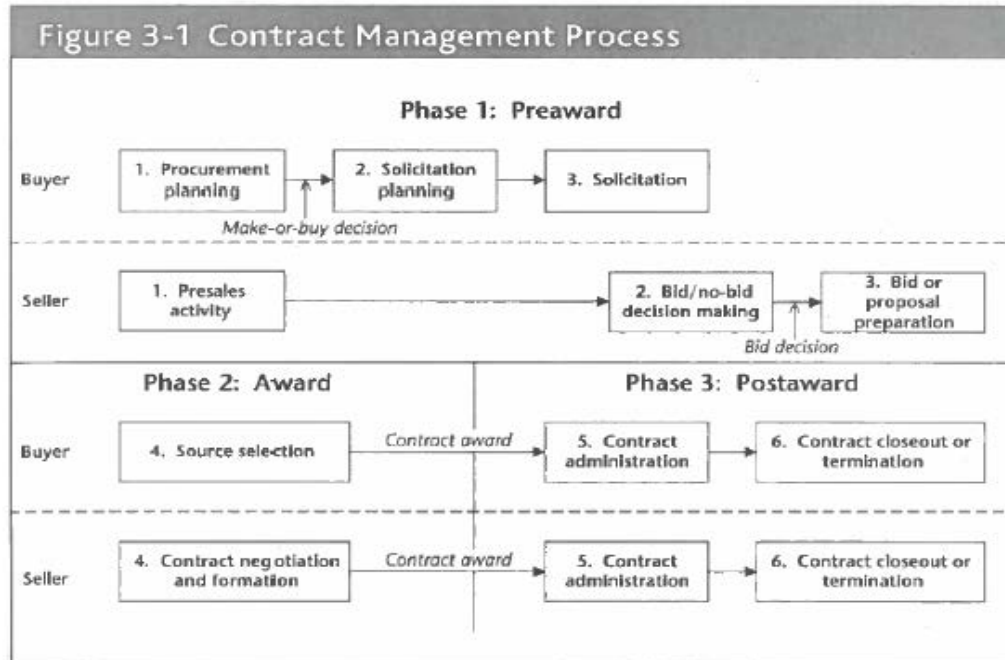 Figure 3-1 Contract Management Process
Phase 1: Preaward
Buyer
1. Procurement
planning
2. Solicitation
planning
3. Solicitation
Make-or-buy decision
Seller
1. Presales
activity
2. Bid/no-bid
decision making
3. Bid or
proposal
preparation
Bid decision
Phase 2: Award
Phase 3: Postaward
Buyer
4. Source selection
Contract award
5. Contract
administration
6. Contract closeout or
termination
Seller
4. Contract negotiation
and formation
Contract award
5. Contract
administration
6. Contract closeout or
termination